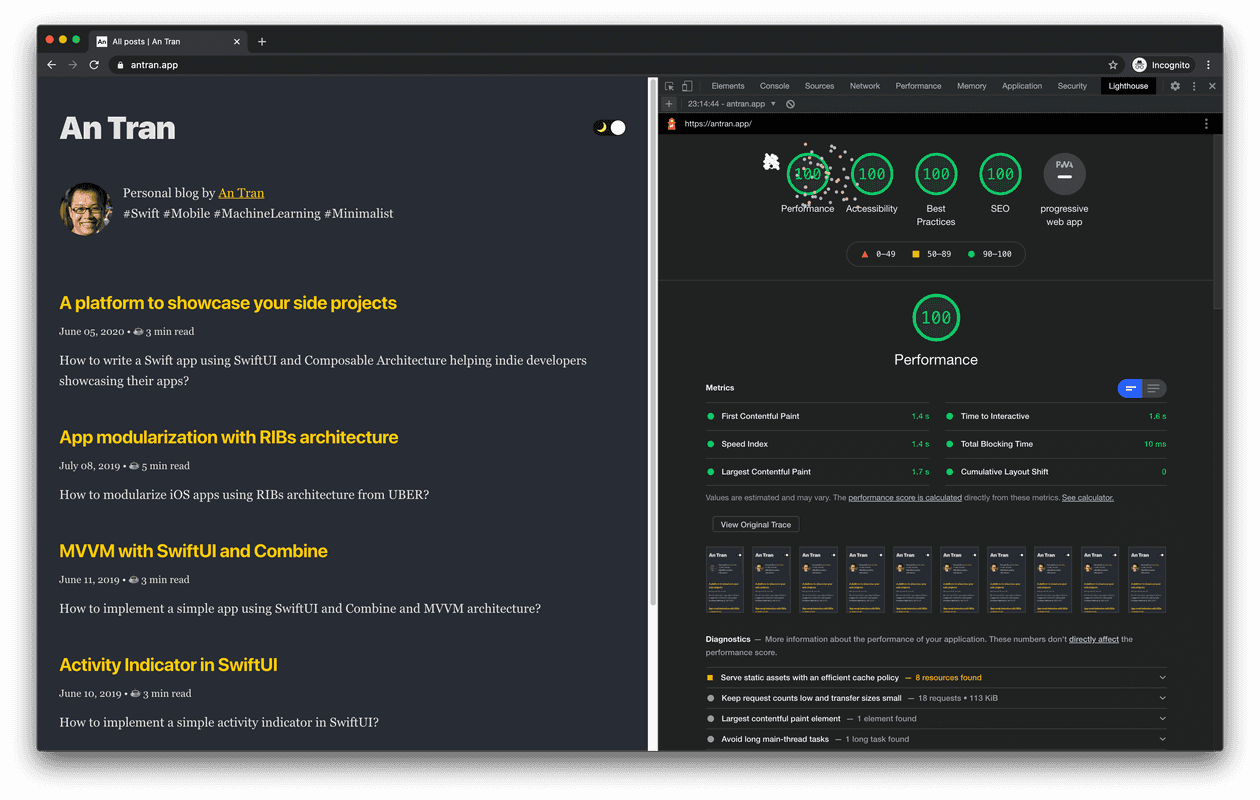 An All posts | An Tran
antran.app
Incognito
An Tran
Personal blog by An Tran
#Swift #Mobile #MachineLearning #Minimalist
A platform to showcase your side projects
June 05, 2020 • 3 min read
How to write a Swift app using SwiftUI and Composable Architecture helping indie developers
showcasing their apps?
App modularization with RIBs architecture
July 08, 2019 • 5 min read
How to modularize iOS apps using RIBs architecture from UBER?
MVVM with SwiftUI and Combine
June 11, 2019 • 3 min read
How to implement a simple app using SwiftUI and Combine and MVVM architecture?
Activity Indicator in SwiftUI
June 10, 2019 • 3 min read
How to implement a simple activity indicator in SwiftUI?
Elements Console Sources Network Performance Memory Application Security Lighthouse
23:14:44 - antran.app
https://antran.app/
100 100 100 100 PWA
Performance Accessibility Best Practices SEO progressive web app
0–49 50–89 90–100
100
Performance
Metrics
First Contentful Paint 1.4 s Time to Interactive 1.6 s
Speed Index 1.4 s Total Blocking Time 10 ms
Largest Contentful Paint 1.7 s Cumulative Layout Shift 0
Values are estimated and may vary. The performance score is calculated directly from these metrics. See calculator.
View Original Trace
An Tran An Tran An Tran An Tran An Tran An Tran An Tran An Tran An Tran An Tran
Diagnostics — More information about the performance of your application. These numbers don't directly affect the
performance score.
Serve static assets with an efficient cache policy — 8 resources found
Keep request counts low and transfer sizes small — 18 requests • 113 KiB
Largest contentful paint element — 1 element found
Avoid long main-thread tasks — 1 long task found